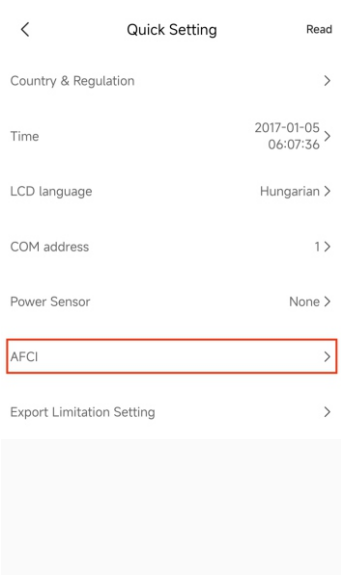 Quick Setting
Read
Country & Regulation
Time
2017-01-05
06:07:36
LCD language
Hungarian
COM address
1
Power Sensor
None
AFCI
Export Limitation Setting